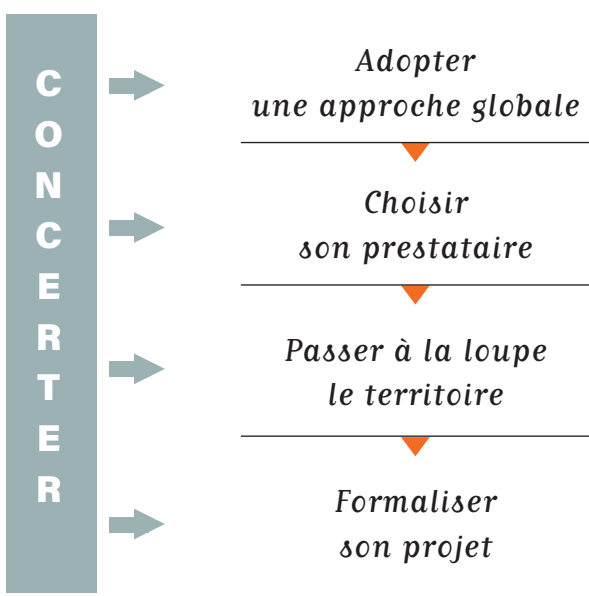 CONCERTER
Adopter
une approche globale
Choisir
son prestataire
Passer à la loupe
le territoire
Formaliser
son projet